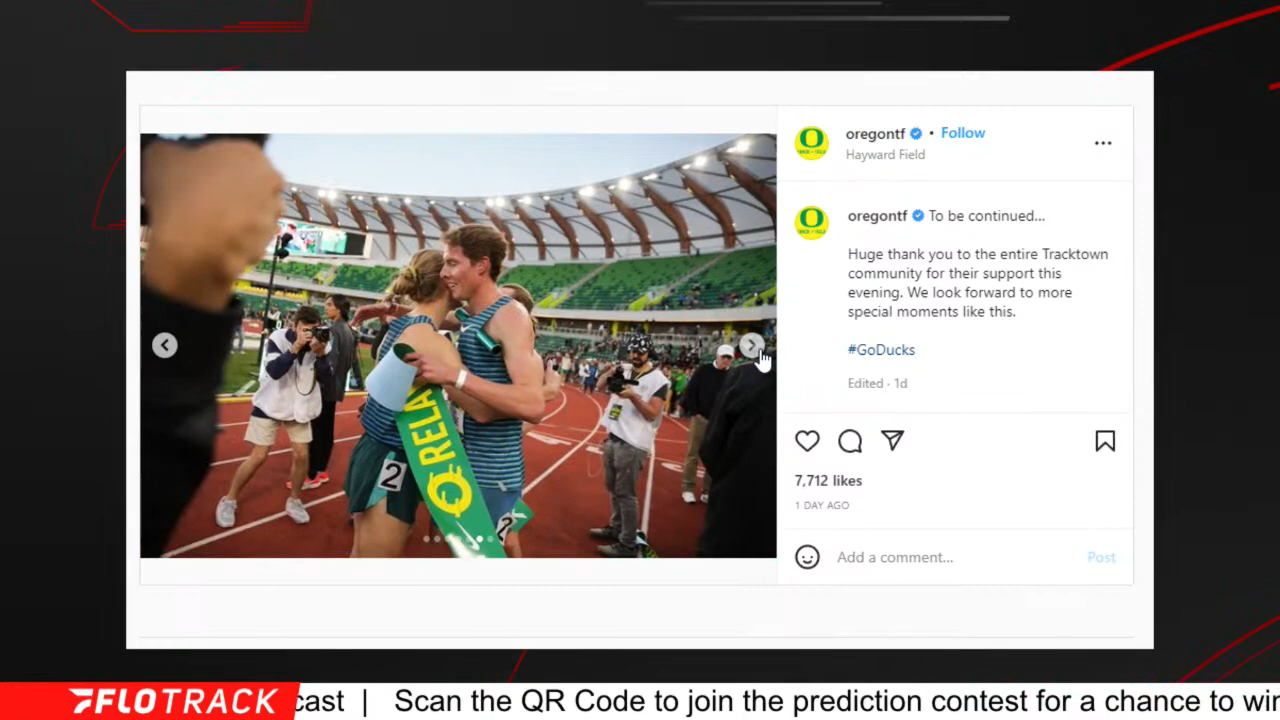 oregontf • Follow
Hayward Field
oregontf To be continued...
Huge thank you to the entire Tracktown
community for their support this
evening. We look forward to more
special moments like this.
#GoDucks
Edited · 1d
7,712 likes
1 DAY AGO
Add a comment... Post
RELA
2
2
FLOTRACK
cast | Scan the QR Code to join the prediction contest for a chance to win